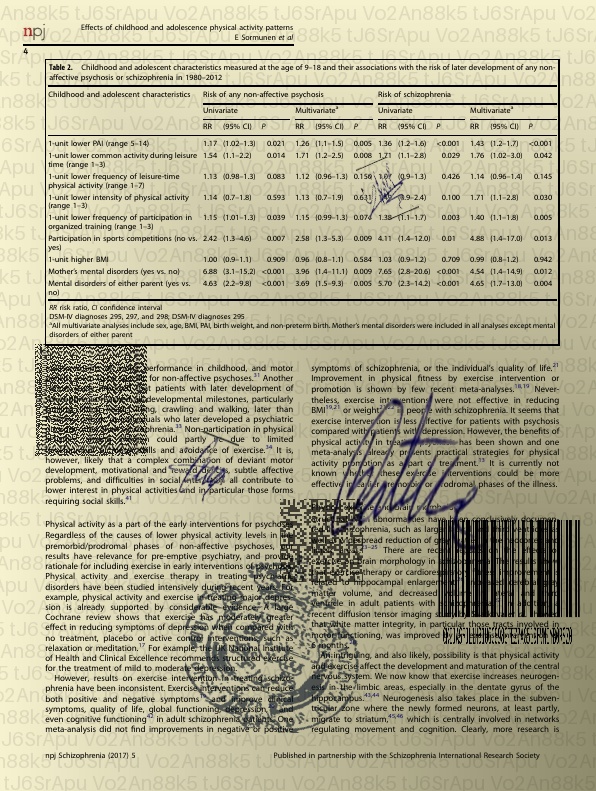 npj
Effects of childhood and adolescence physical activity patterns
E Sormunen et al
4
Table 2. Childhood and adolescent characteristics measured at the age of 9–18 and their associations with the risk of later development of any non-
affective psychosis or schizophrenia in 1980–2012
Childhood and adolescent characteristics Risk of any non-affective psychosis Risk of schizophrenia
Univariate Multivariateᵃ Univariate Multivariateᵃ
RR (95% CI) P RR (95% CI) P RR (95% CI) P RR (95% CI) P
1-unit lower PAI (range 5–14) 1.17 (1.02–1.3) 0.021 1.26 (1.1–1.5) 0.005 1.36 (1.2–1.6) <0.001 1.43 (1.2–1.7) <0.001
1-unit lower common activity during leisure 1.54 (1.1–2.2) 0.014 1.71 (1.2–2.5) 0.008 1.71 (1.1–2.8) 0.029 1.76 (1.02–3.0) 0.042
time (range 1–3)
1-unit lower frequency of leisure-time 1.13 (0.98–1.3) 0.083 1.12 (0.96–1.3) 0.158 (0.9–1.3) 0.426 1.14 (0.96–1.4) 0.145
physical activity (range 1–7)
1-unit lower intensity of physical activity 1.14 (0.7–1.8) 0.593 1.13 (0.7–1.9) 0.631 (0.9–2.4) 0.100 1.71 (1.1–2.8) 0.030
(range 1–3)
1-unit lower frequency of participation in 1.15 (1.01–1.3) 0.039 1.15 (0.99–1.3) 0.074 1.38 (1.1–1.7) 0.003 1.40 (1.1–1.8) 0.005
organized training (range 1–3)
Participation in sports competitions (no vs. 2.42 (1.3–4.6) 0.007 2.58 (1.3–5.3) 0.009 4.11 (1.4–12.0) 0.01 4.88 (1.4–17.0) 0.013
yes)
1-unit higher BMI 1.00 (0.9–1.1) 0.909 0.96 (0.8–1.1) 0.584 1.03 (0.9–1.2) 0.709 0.99 (0.8–1.2) 0.942
Mother's mental disorders (yes vs. no) 6.88 (3.1–15.2) <0.001 3.96 (1.4–11.1) 0.009 7.65 (2.8–20.6) <0.001 4.54 (1.4–14.9) 0.012
Mental disorders of either parent (yes vs. 4.63 (2.2–9.8) <0.001 3.69 (1.5–9.3) 0.005 5.70 (2.3–14.2) <0.001 4.65 (1.7–13.0) 0.004
no)
RR risk ratio, CI confidence interval
DSM-IV diagnoses 295, 297, and 298; DSM-IV diagnoses 295
ᵃAll multivariate analyses include sex, age, BMI, PAI, birth weight, and non-preterm birth. Mother's mental disorders were included in all analyses except mental
disorders of either parent
performance in childhood, and motor
for non-affective psychoses.³¹ Another
that patients with later development of
developmental milestones, particularly
crawling and walking, later than
individuals who later developed a psychiatric
Non-participation in physical
could partly be due to limited
skills and avoidance of exercise.³⁴ It is,
however, likely that a complex combination of deviant motor
development, motivational and reward deficits, subtle affective
problems, and difficulties in social interaction all contribute to
lower interest in physical activities and in particular those forms
requiring social skills.⁴¹
Physical activity as a part of the early interventions for psychoses
Regardless of the causes of lower physical activity levels in the
premorbid/prodromal phases of non-affective psychoses, our
results have relevance for pre-emptive psychiatry, and provide
rationale for including exercise in early interventions of psychoses.
Physical activity and exercise therapy in treating psychiatric
disorders have been studied intensively during recent years. For
example, physical activity and exercise in treating major depres-
sion is already supported by considerable evidence. A large
Cochrane review shows that exercise has moderately greater
effect in reducing symptoms of depression when compared with
no treatment, placebo or active control interventions such as
relaxation or meditation.¹⁷ For example, the UK National Institute
of Health and Clinical Excellence recommends structured exercise
for the treatment of mild to moderate depression.
However, results on exercise intervention in treating schizo-
phrenia have been inconsistent. Exercise interventions can reduce
both positive and negative symptoms and improve clinical
symptoms, quality of life, global functioning, depression and
even cognitive functioning⁴² in adult schizophrenia patients. One
meta-analysis did not find improvements in negative or positive
symptoms of schizophrenia, or the individual's quality of life.²¹
Improvement in physical fitness by exercise intervention or
promotion is shown by few recent meta-analyses.¹⁸,¹⁹ Never-
theless, exercise interventions were not effective in reducing
BMI¹⁹,²¹ or weight in people with schizophrenia. It seems that
exercise intervention is less effective for patients with psychosis
compared with patients with depression. However, the benefits of
physical activity in treating has been shown and one
meta-analysis already presents practical strategies for physical
activity promotion as a part of treatment.²³ It is currently not
known whether these exercise interventions could be more
effective in earlier premorbid or prodromal phases of the illness.
brain morphology
abnormalities have been conclusively
schizophrenia, such as larger
widespread reduction of grey
There are recent
brain morphology in
therapy or cardiorespiratory
related to hippocampal enlargement, increased cerebral grey
matter volume, and decreased
ventricle in adult patients with
recent diffusion tensor imaging study
that white matter integrity, in particular those tracts involved in
motor functioning, was improved
6 months.
An intriguing, and also likely, possibility is that physical activity
and exercise affect the development and maturation of the central
nervous system. We now know that exercise increases neurogen-
esis in the limbic areas, especially in the dentate gyrus of the
hippocampus.⁴³,⁴⁴ Neurogenesis also takes place in the subven-
tricular zone where the newly formed neurons, at least partly,
migrate to striatum,⁴⁵,⁴⁶ which is centrally involved in networks
regulating movement and cognition. Clearly, more research is
npj Schizophrenia (2017) 5
Published in partnership with the Schizophrenia International Research Society